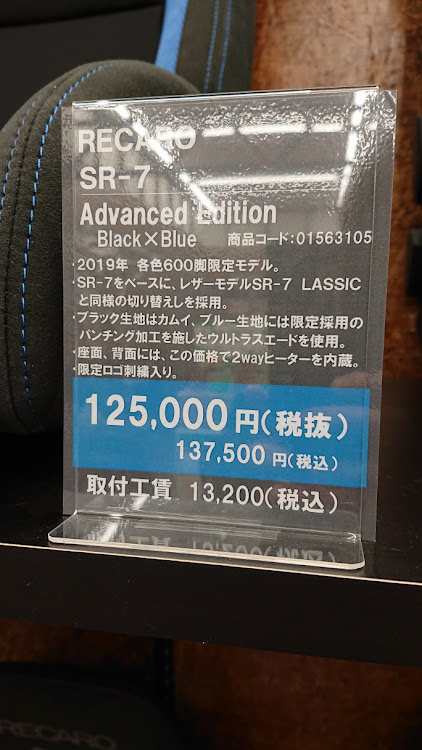 RECARO
SR-7
Advanced Edition
Black×Blue 商品コード:01563105
・2019年 各色600脚限定モデル。
・SR-7をベースに、レザーモデルSR-7 LASSIC
と同様の切り替えしを採用。
・ブラック生地はカムイ、ブルー生地には限定採用の
パンチング加工を施したウルトラスエードを使用。
・座面、背面には、この価格で2wayヒーターを内蔵。
・限定ロゴ刺繍入り。
125,000円(税抜)
137,500円(税込)
取付工賃 13,200(税込)
RECARO